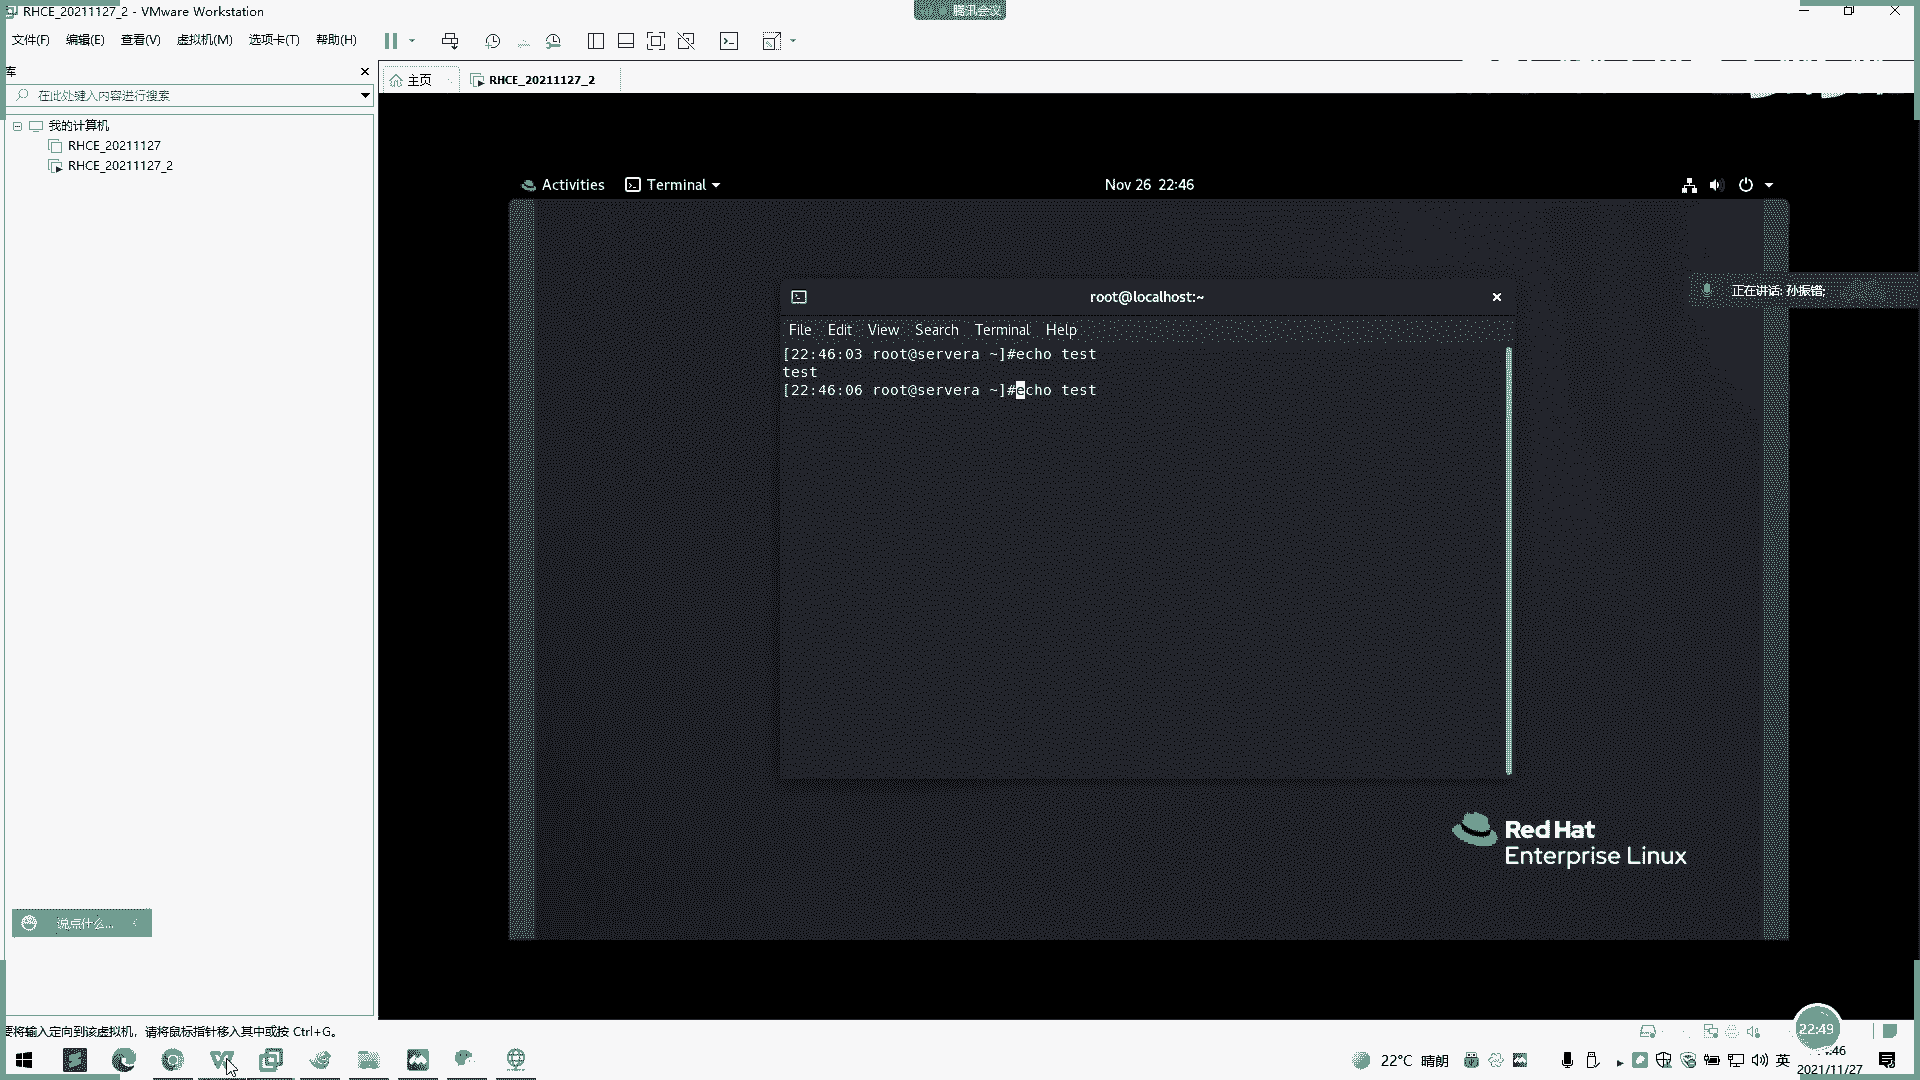 RHCE_20211127_2 - VMware Workstation
腾讯会议
文件(F) 编辑(E) 查看(V) 虚拟机(M) 选项卡(T) 帮助(H)
库
主页
RHCE_20211127_2
在此处键入内容进行搜索
我的计算机
RHCE_20211127
RHCE_20211127_2
Activities Terminal
Nov 26 22:46
root@localhost:~
正在讲话: 孙振锴;
File Edit View Search Terminal Help
[22:46:03 root@servera ~]#echo test
test
[22:46:06 root@servera ~]#echo test
Red Hat
Enterprise Linux
说点什么...
要将输入定向到该虚拟机，请将鼠标指针移入其中或按 Ctrl+G。
22:49
22°C 晴朗
英
:46
2021/11/27